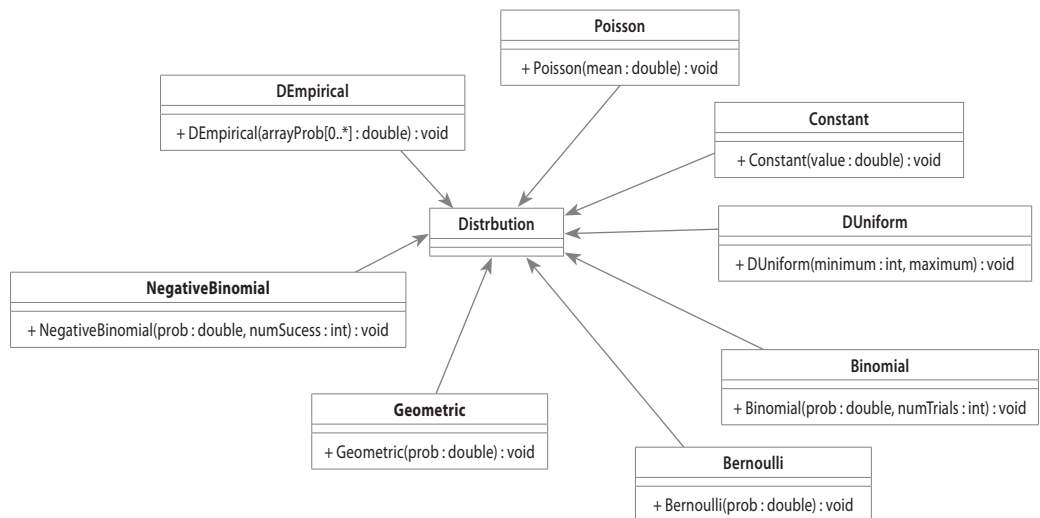 Poisson
+ Poisson(mean : double) : void
DEmpirical
+ DEmpirical(arrayProb[0..*] : double) : void
Constant
+ Constant(value : double) : void
Distrbution
DUniform
+ DUniform(minimum : int, maximum) : void
NegativeBinomial
+ NegativeBinomial(prob : double, numSucess : int) : void
Binomial
+ Binomial(prob : double, numTrials : int) : void
Geometric
+ Geometric(prob : double) : void
Bernoulli
+ Bernoulli(prob : double) : void